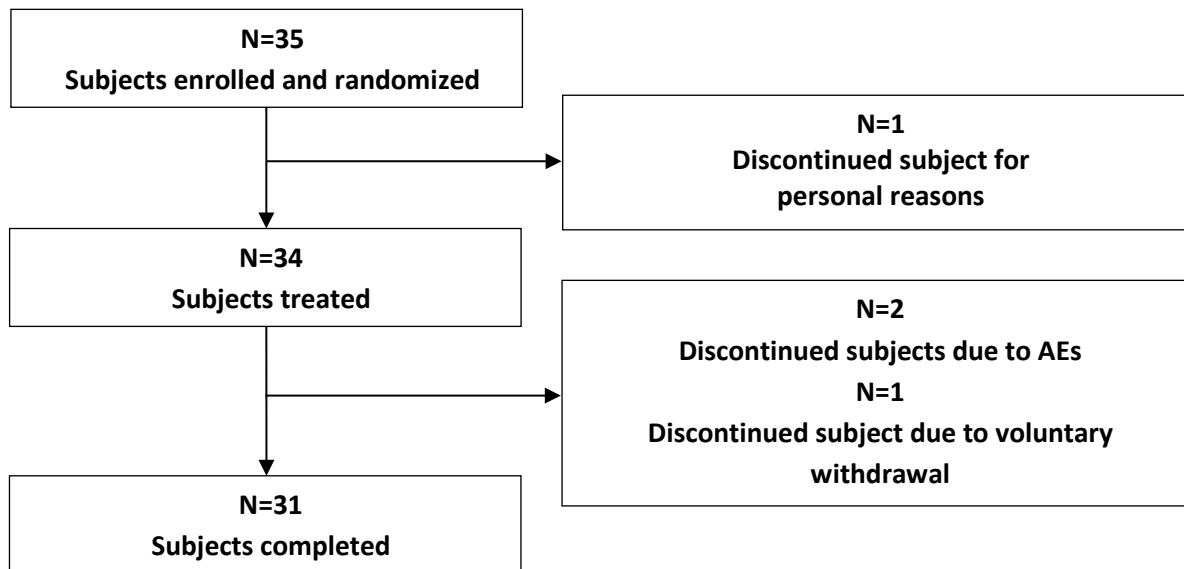 N=35
Subjects enrolled and randomized
N=1
Discontinued subject for
personal reasons
N=34
Subjects treated
N=2
Discontinued subjects due to AEs
N=1
Discontinued subject due to voluntary
withdrawal
N=31
Subjects completed